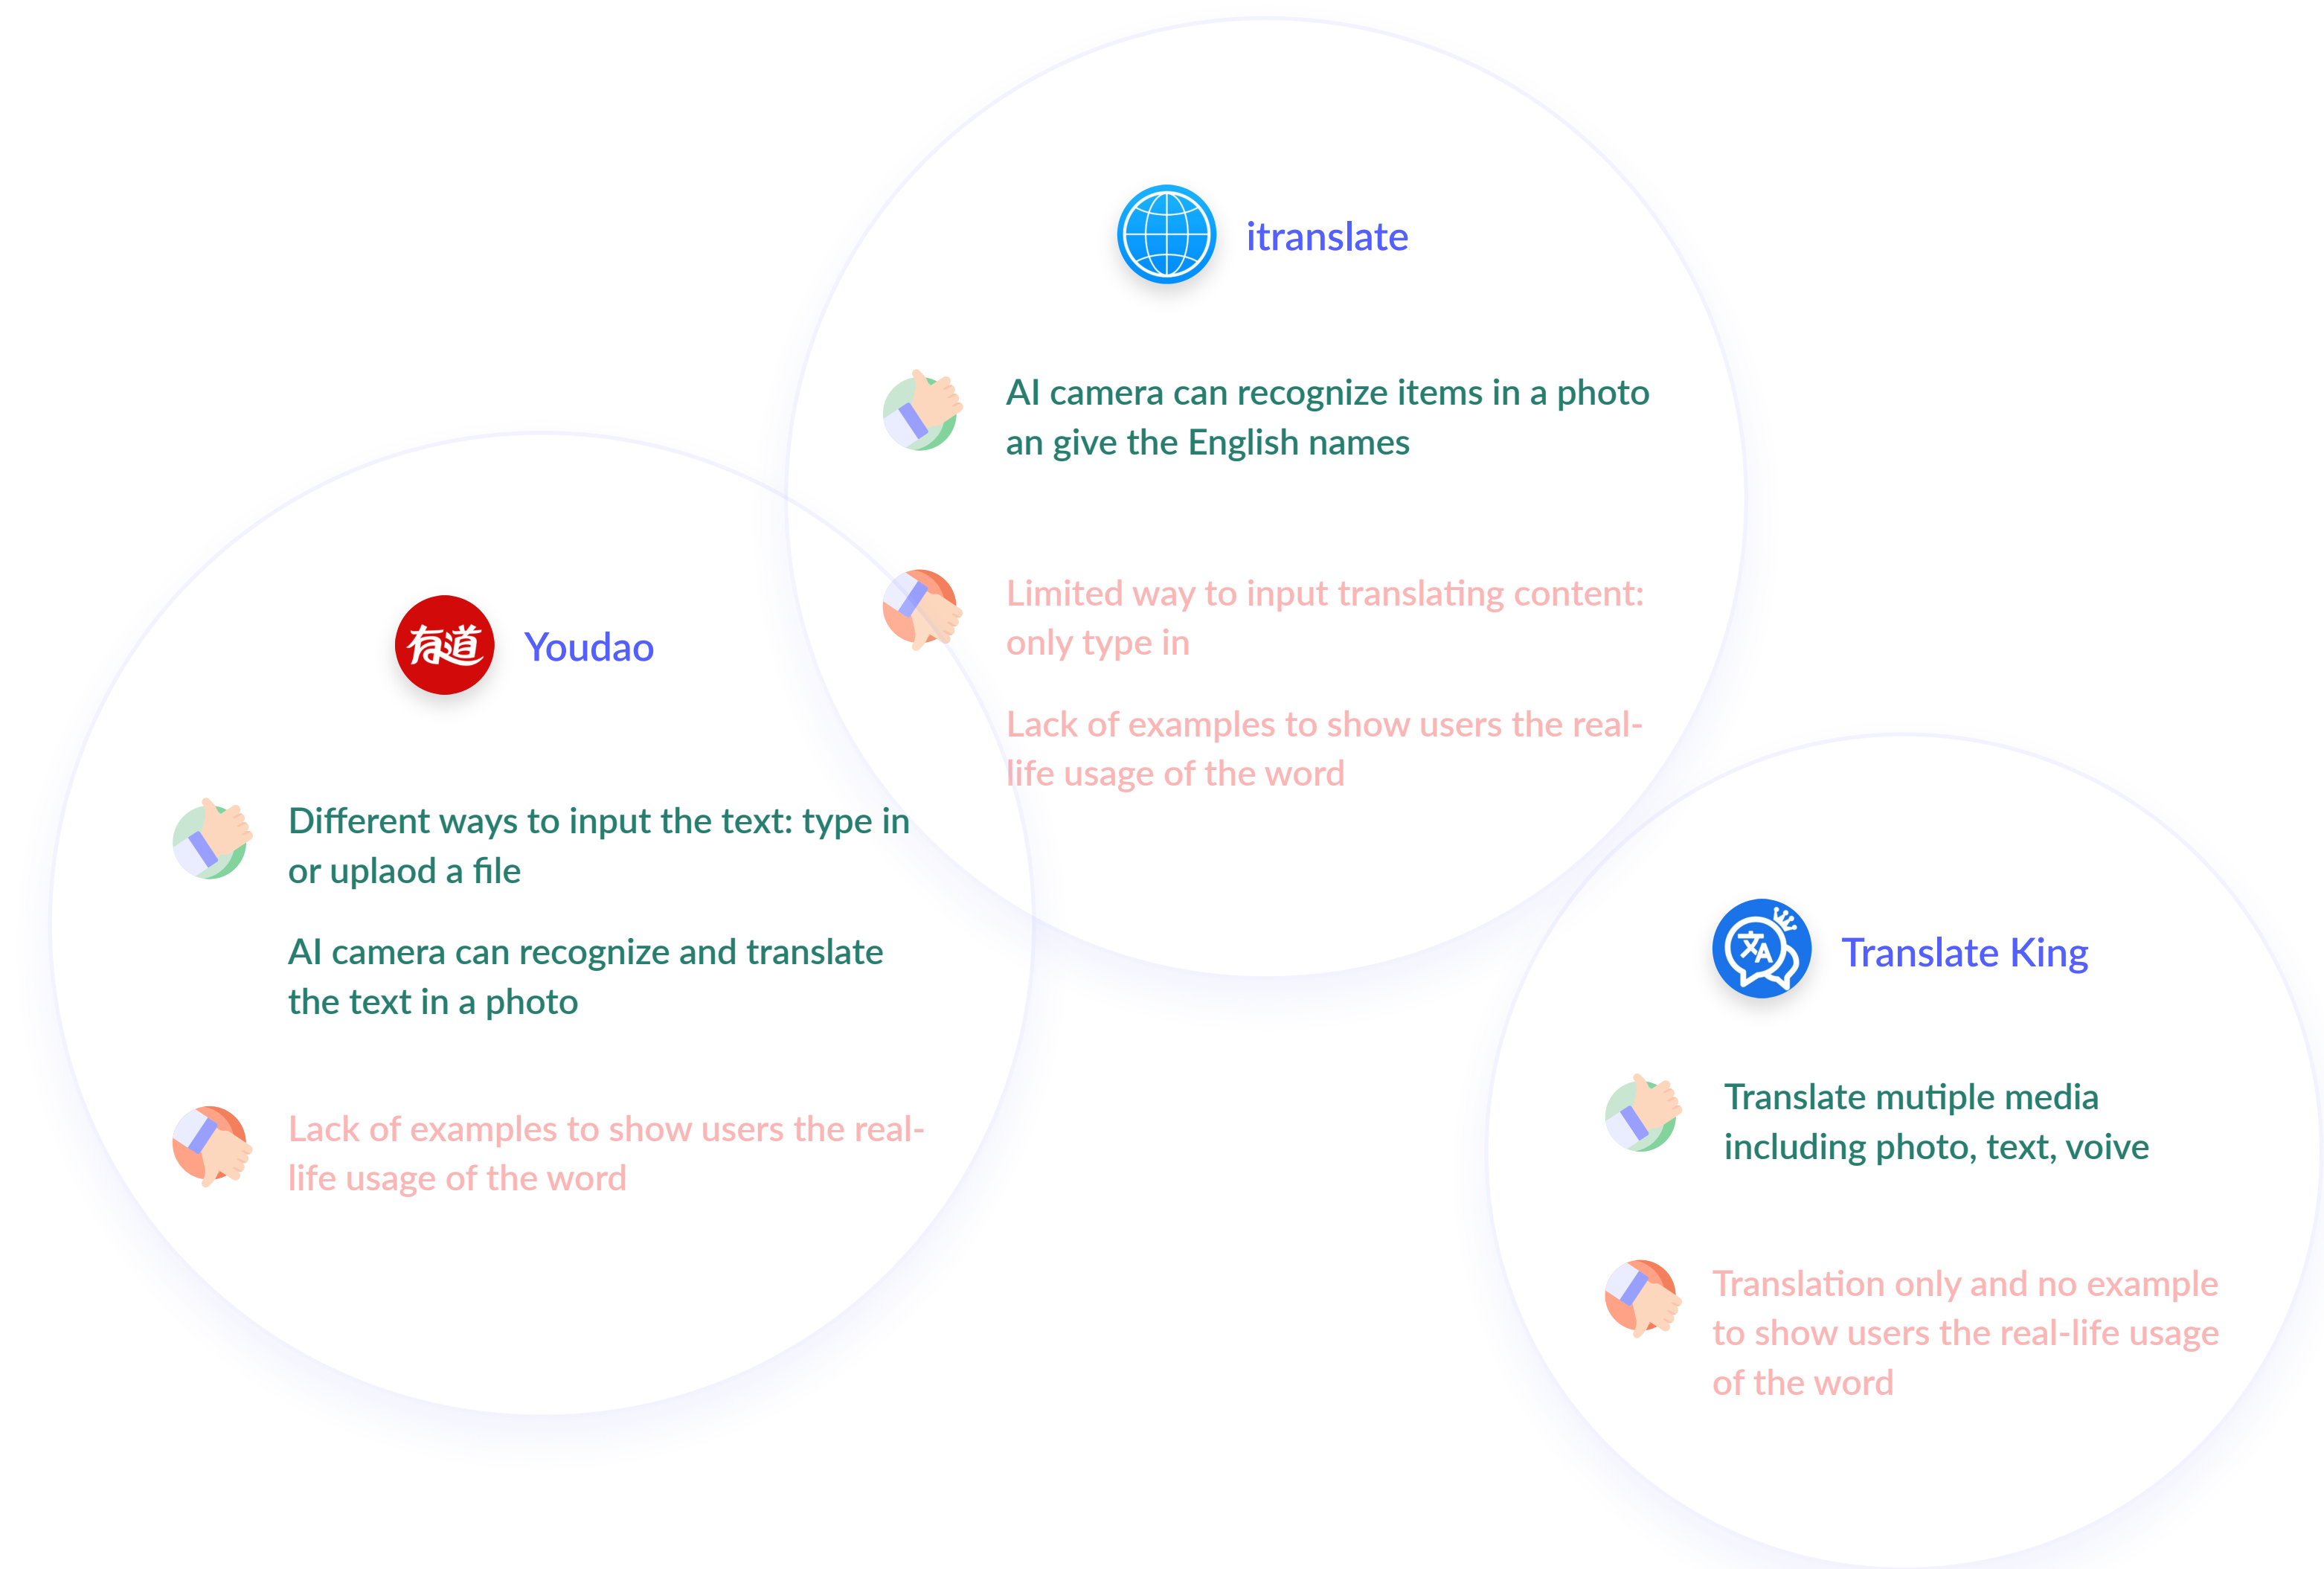 itranslate
AI camera can recognize items in a photo
an give the English names
Limited way to input translating content:
only type in
Lack of examples to show users the real-
life usage of the word
有道
Youdao
Different ways to input the text: type in
or uplaod a file
AI camera can recognize and translate
the text in a photo
Lack of examples to show users the real-
life usage of the word
文A
Translate King
Translate mutiple media
including photo, text, voive
Translation only and no example
to show users the real-life usage
of the word